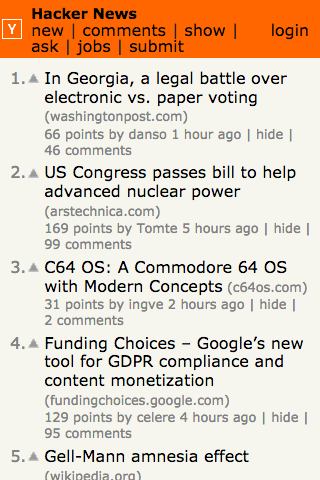 Y
Hacker News
new | comments | show | login
ask | jobs | submit
1. In Georgia, a legal battle over
electronic vs. paper voting
(washingtonpost.com)
66 points by danso 1 hour ago | hide |
46 comments
2. US Congress passes bill to help
advanced nuclear power
(arstechnica.com)
169 points by Tomte 5 hours ago | hide |
99 comments
3. C64 OS: A Commodore 64 OS
with Modern Concepts (c64os.com)
31 points by ingve 2 hours ago | hide |
2 comments
4. Funding Choices – Google’s new
tool for GDPR compliance and
content monetization
(fundingchoices.google.com)
129 points by celere 4 hours ago | hide |
95 comments
5. Gell-Mann amnesia effect
(wikipedia.org)